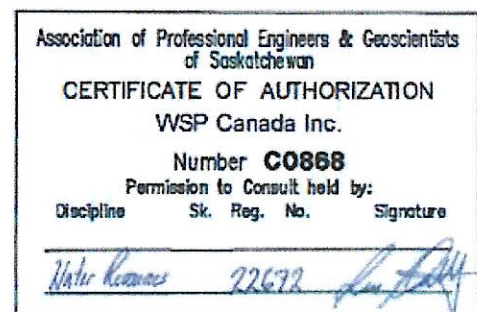 Association of Professional Engineers & Geoscientists
of Saskatchewan
CERTIFICATE OF AUTHORIZATION
WSP Canada Inc.
Number C0868
Permission to Consult held by:
Discipline Sk. Reg. No. Signature
Water Resources 22672